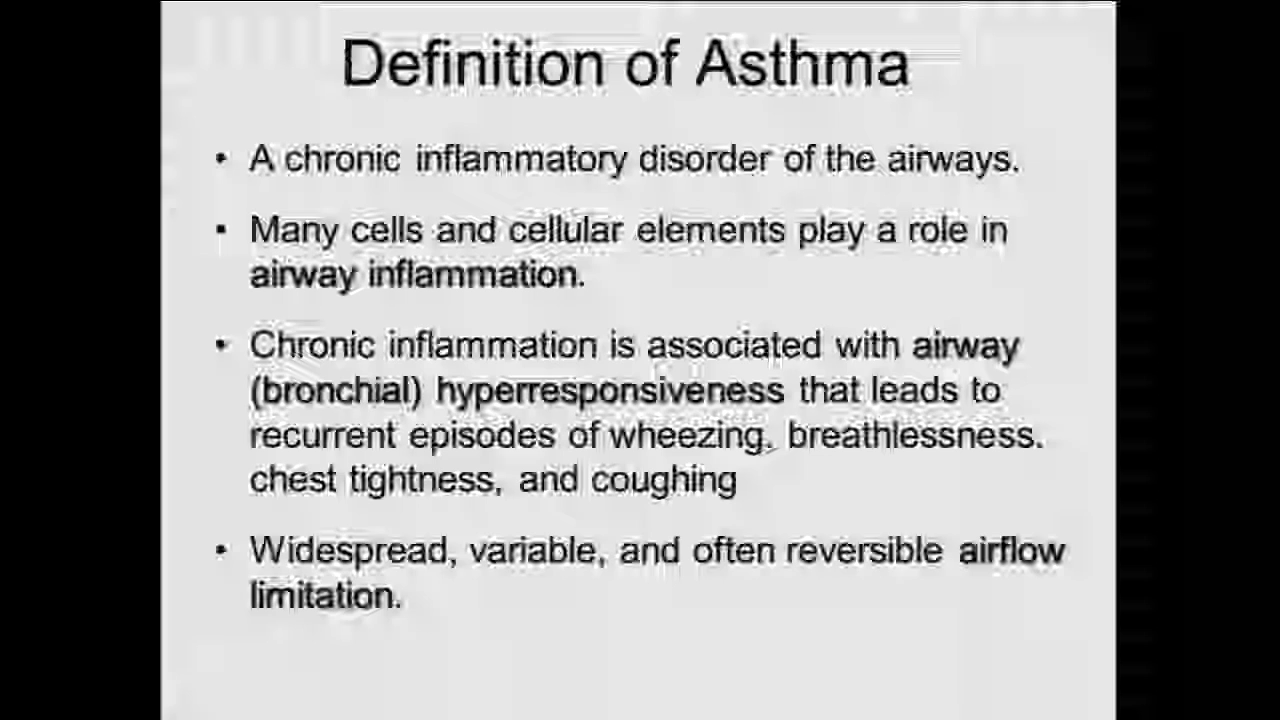 Definition of Asthma
• A chronic inflammatory disorder of the airways.
• Many cells and cellular elements play a role in
airway inflammation.
• Chronic inflammation is associated with airway
(bronchial) hyperresponsiveness that leads to
recurrent episodes of wheezing, breathlessness.
chest tightness, and coughing
• Widespread, variable, and often reversible airflow
limitation.